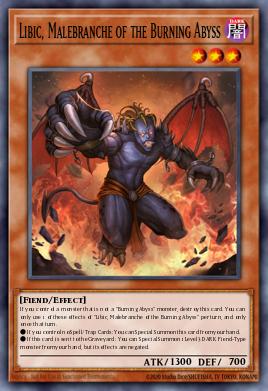 Libic, Malebranche of the Burning Abyss
DARK
闇
[Fiend/Effect]
If you control a monster that is not a "Burning Abyss" monster, destroy this card. You can
only use 1 of these effects of "Libic, Malebranche of the Burning Abyss" per turn, and only
once that turn.
●If you control no Spell/Trap Cards: You can Special Summon this card from your hand.
●If this card is sent to the Graveyard: You can Special Summon 1 Level 3 DARK Fiend-Type
monster from your hand, but its effects are negated.
ATK/1300 DEF/ 700
©2020 Studio Dice/SHUEISHA, TV TOKYO, KONAMI